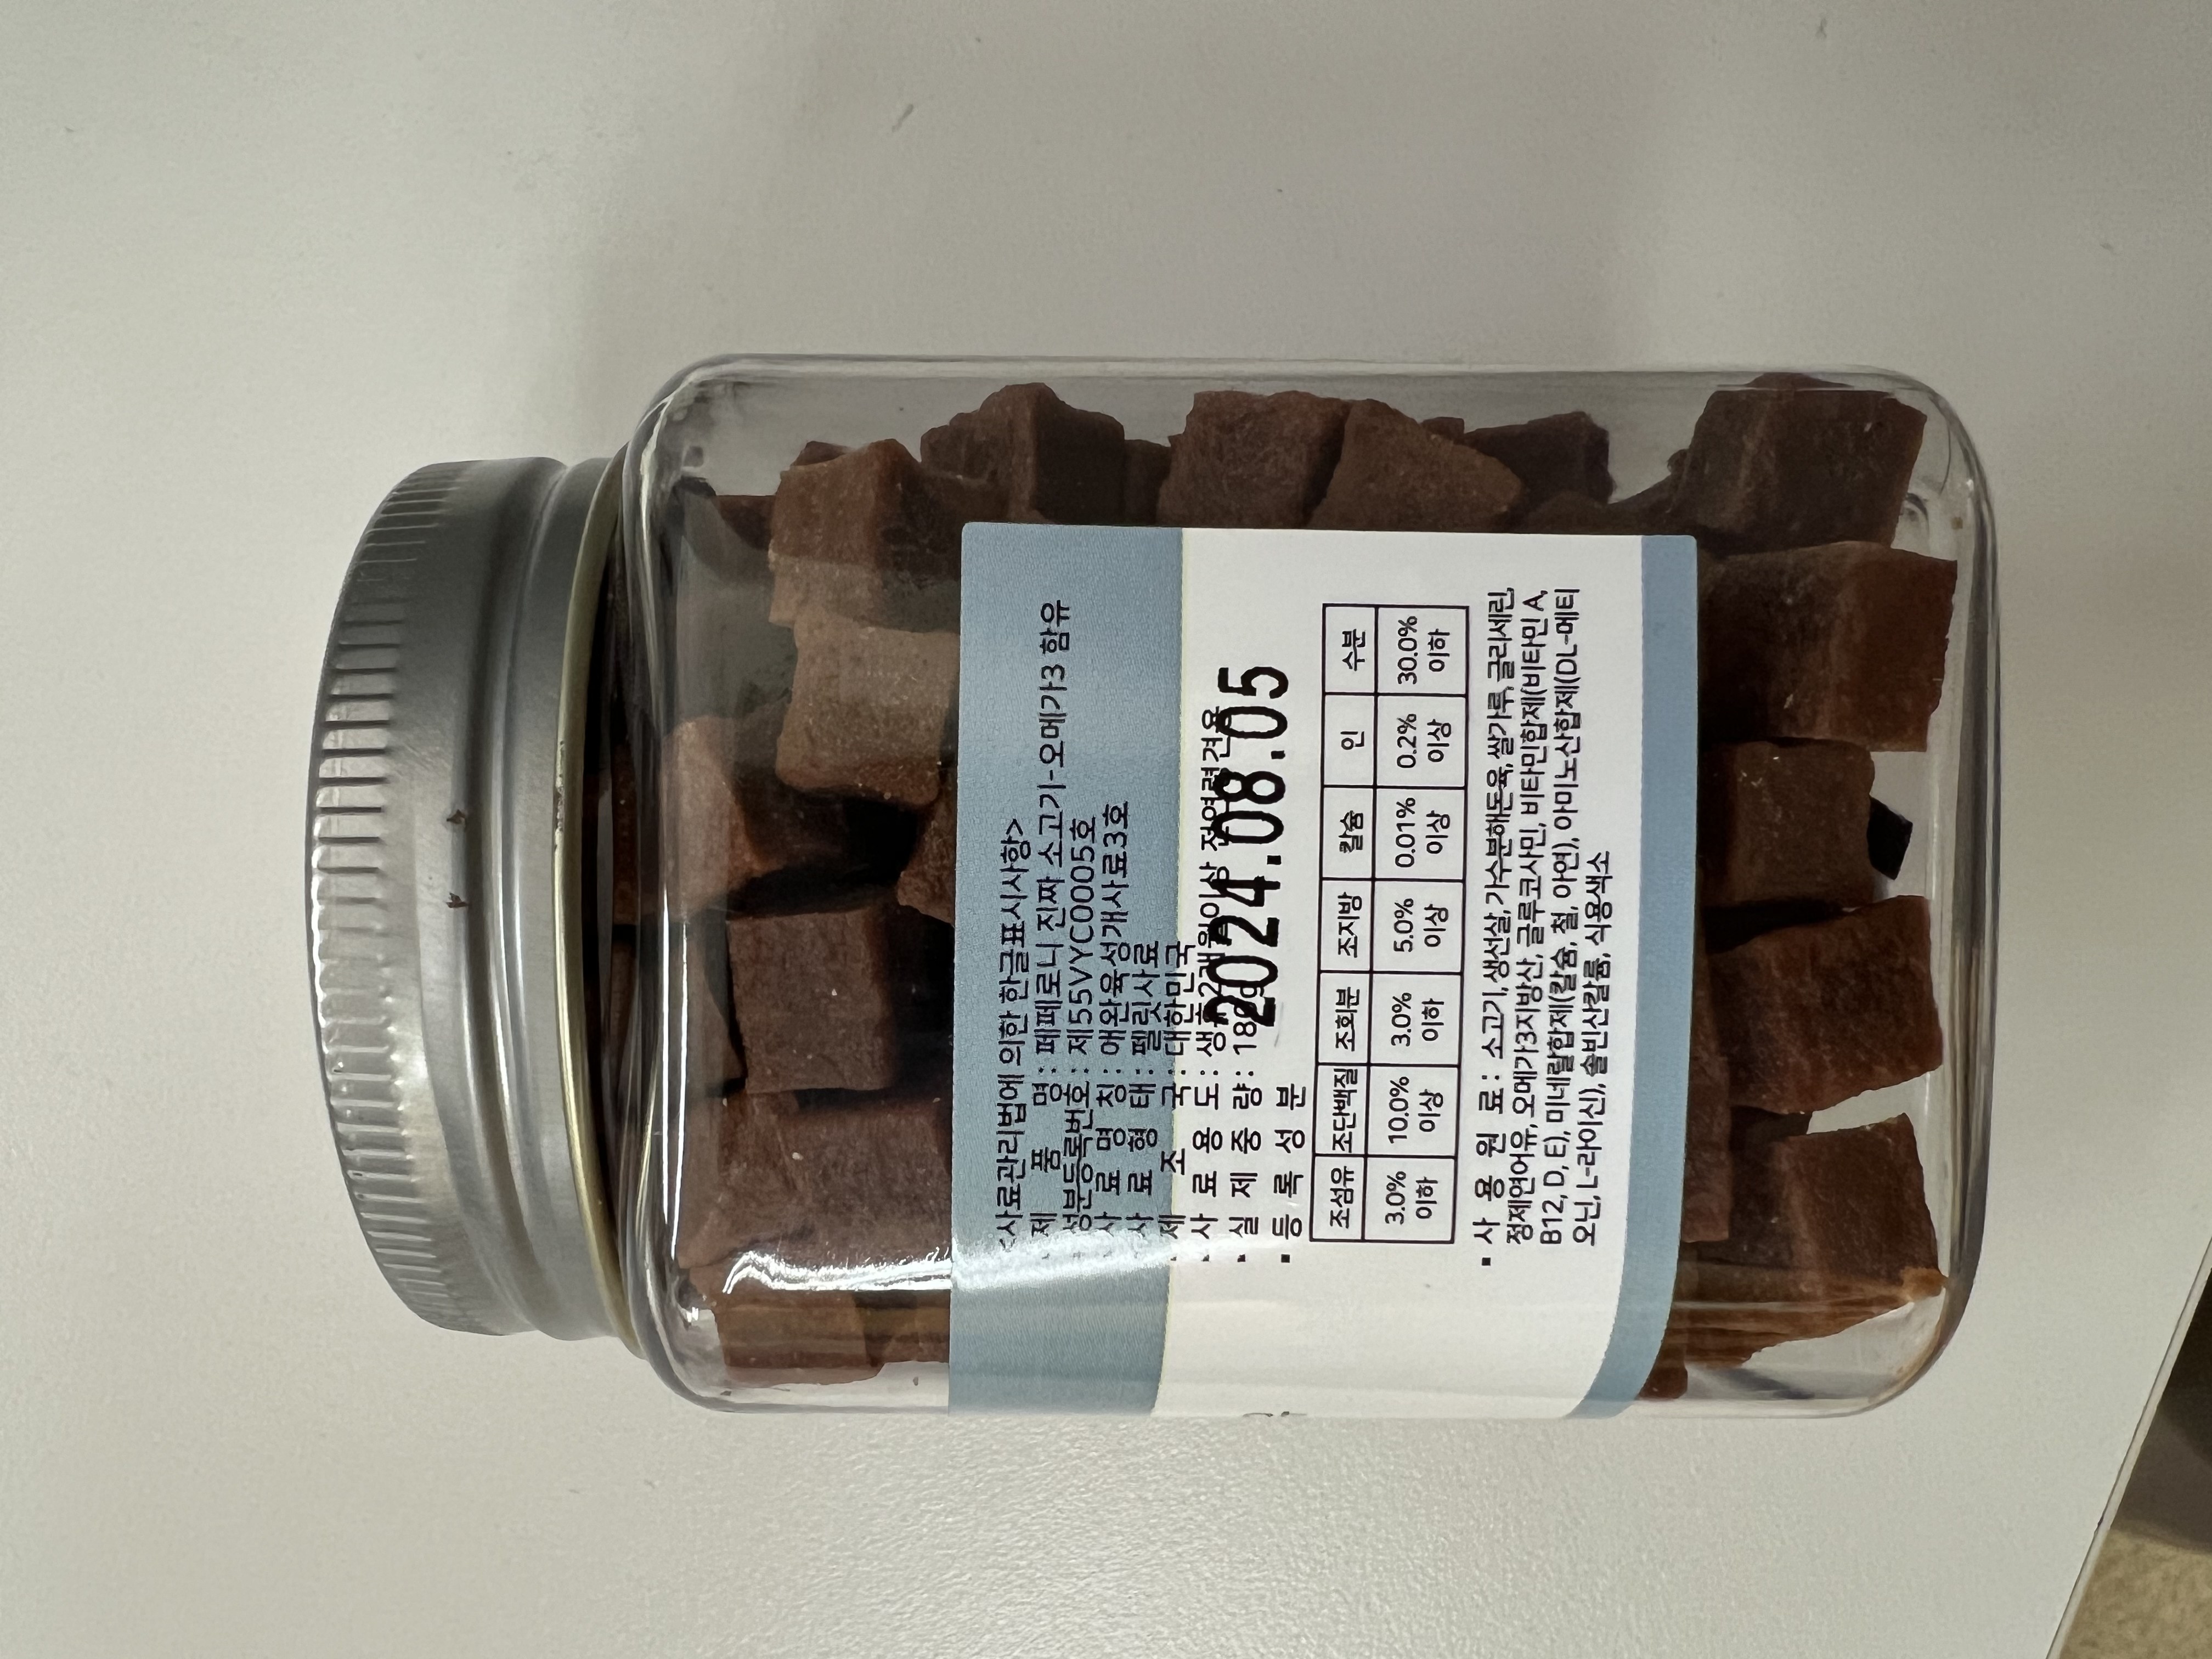 <사료관리법에 의한 한글표시사항>
제 품 명 : 페페로니 진짜 소고기-오메가3 함유
성분등록번호 : 제55VYC0005호
사 료 명 칭 : 애완육성개사료3호
사 료 형 태 : 펠릿사료
제 조 국 : 대한민국
▪ 사 료 용 도 : 생후2개월이상 전연령견용
▪ 실 제 중 량 : 180g
2024.08.05
▪ 등 록 성 분
조섬유 조단백질 조회분 조지방 칼슘 인 수분
3.0% 10.0% 3.0% 5.0% 0.01% 0.2% 30.0%
이하 이상 이하 이상 이상 이상 이하
▪ 사 용 원 료 : 소고기,생선살,가수분해돈육,쌀가루,글리세린,
정제연어유,오메가3지방산,글루코사민,비타민합제(비타민 A,
B12, D, E), 미네랄합제(칼슘, 철, 아연), 아미노산합제(DL-메티
오닌, L-라이신), 솔빈산칼륨, 식용색소